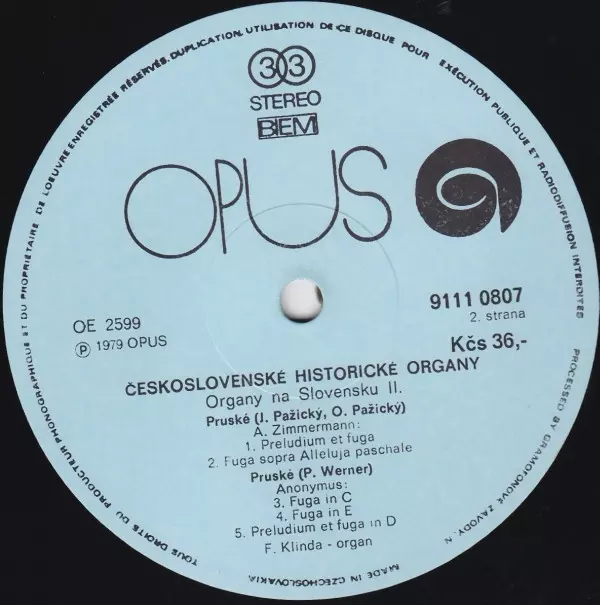 TOUS DROITS DU PRODUCTEUR PHONOGRAPHIQUE ET DU PROPRIÉTAIRE DE L'OEUVRE ENREGISTRÉE RÉSERVÉS. DUPLICATION, UTILISATION DE CE DISQUE POUR EXÉCUTION PUBLIQUE ET RADIODIFFUSION INTERDITES
33
STEREO
BIEM
OPUS
OE 2599
Ⓟ 1979 OPUS
9111 0807
2. strana
Kčs 36,-
ČESKOSLOVENSKÉ HISTORICKÉ ORGANY
Organy na Slovensku II.
Pruské (J. Pažický, O. Pažický)
A. Zimmermann:
1. Preludium et fuga
2. Fuga sopra Alleluja paschale
Pruské (P. Werner)
Anonymus:
3. Fuga in C
4. Fuga in E
5. Preludium et fuga in D
F. Klinda - organ
PROCESSED BY GRAMOFONOVÉ ZÁVODY, N
MADE IN CZECHOSLOVAKIA